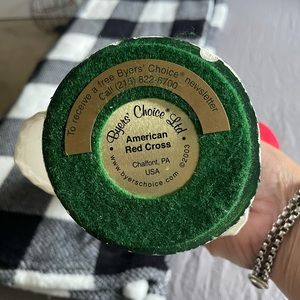 To receive a free Byers' Choice® newsletter
Call (215) 822-6700
• Byers' Choice Ltd. •
American
Red Cross
Chalfont, PA
USA
www.byerschoice.com ©2003